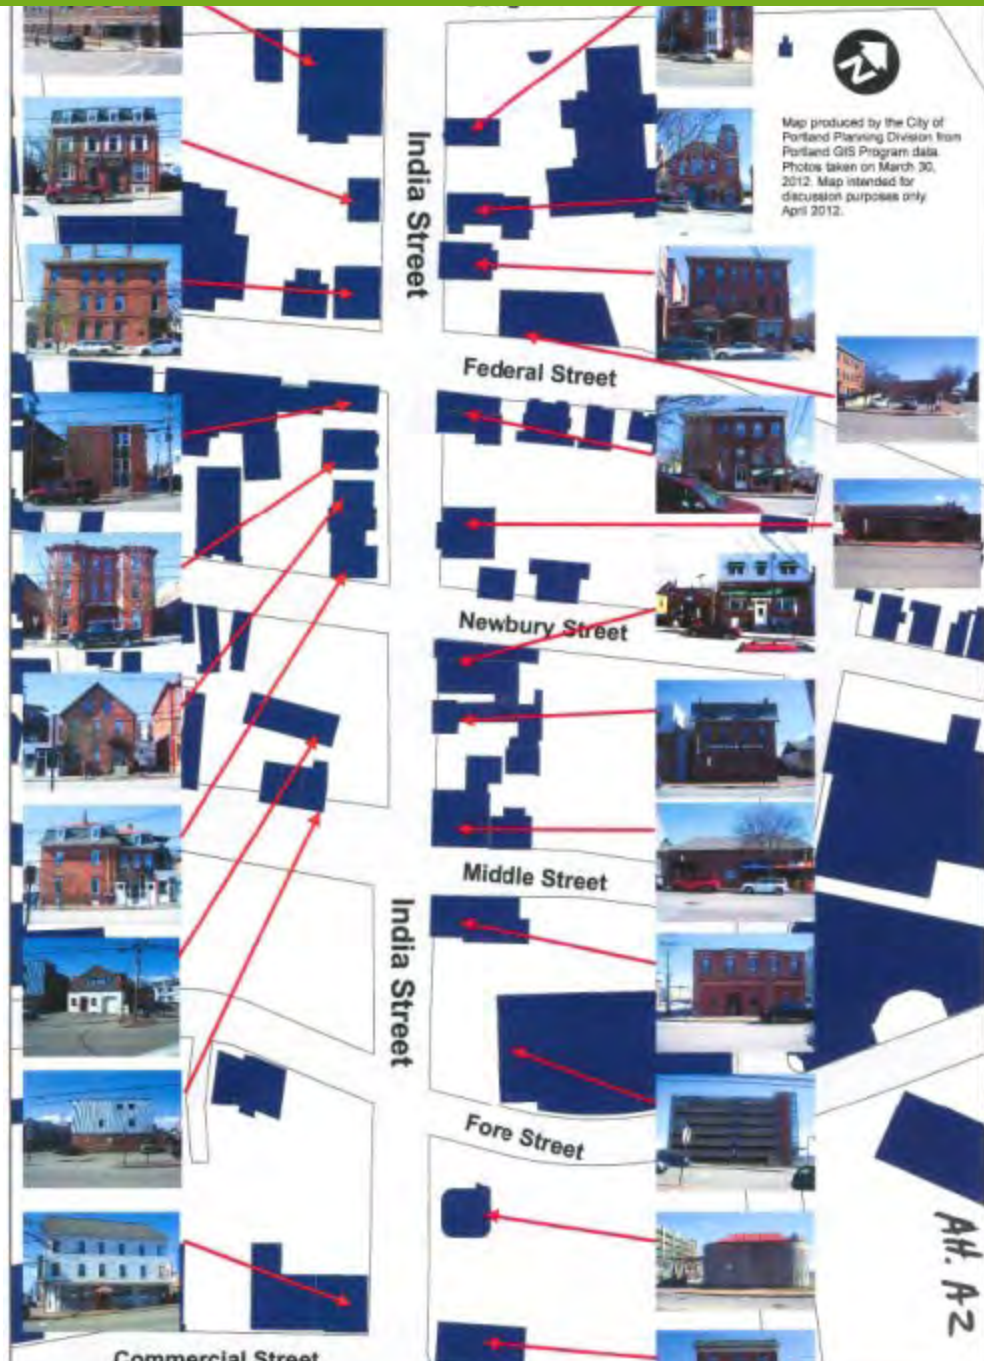 N
Map produced by the City of
Portland Planning Division from
Portland GIS Program data.
Photos taken on March 30,
2012. Map intended for
discussion purposes only.
April 2012.
India Street
Federal Street
Newbury Street
Middle Street
India Street
Fore Street
Commercial Street
Att. A2